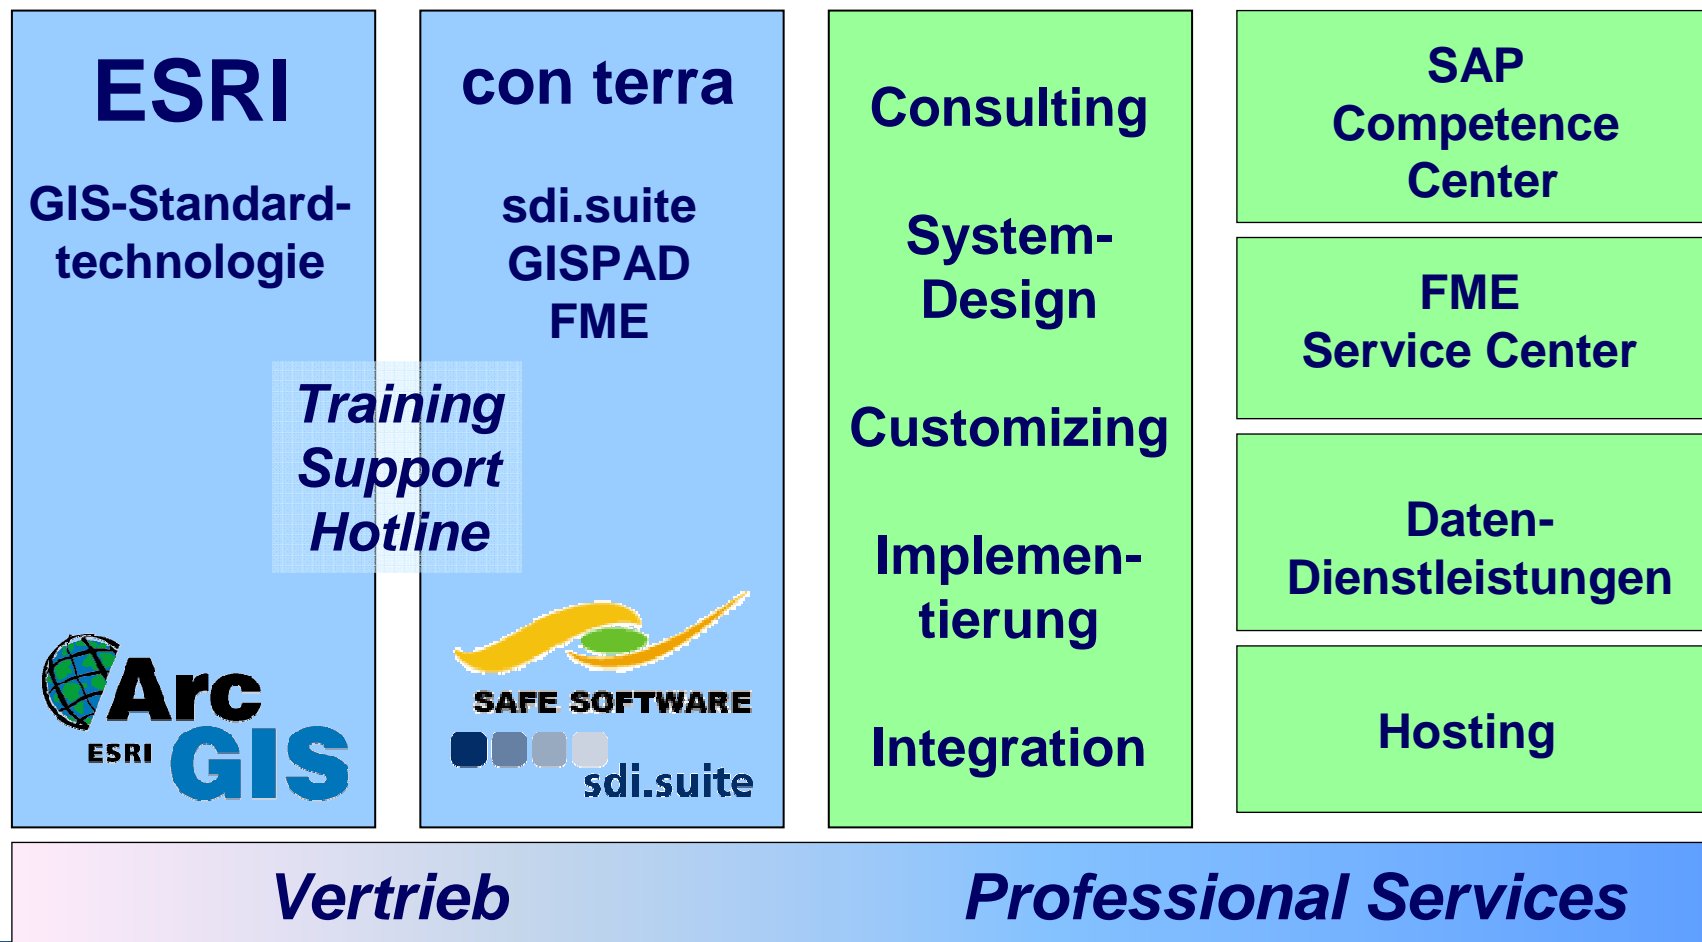 ESRI
GIS-Standard-
technologie
con terra
sdi.suite
GISPAD
FME
Training
Support
Hotline
Arc
ESRI
GIS
SAFE SOFTWARE
sdi.suite
Consulting
System-
Design
Customizing
Implemen-
tierung
Integration
SAP
Competence
Center
FME
Service Center
Daten-
Dienstleistungen
Hosting
Vertrieb
Professional Services